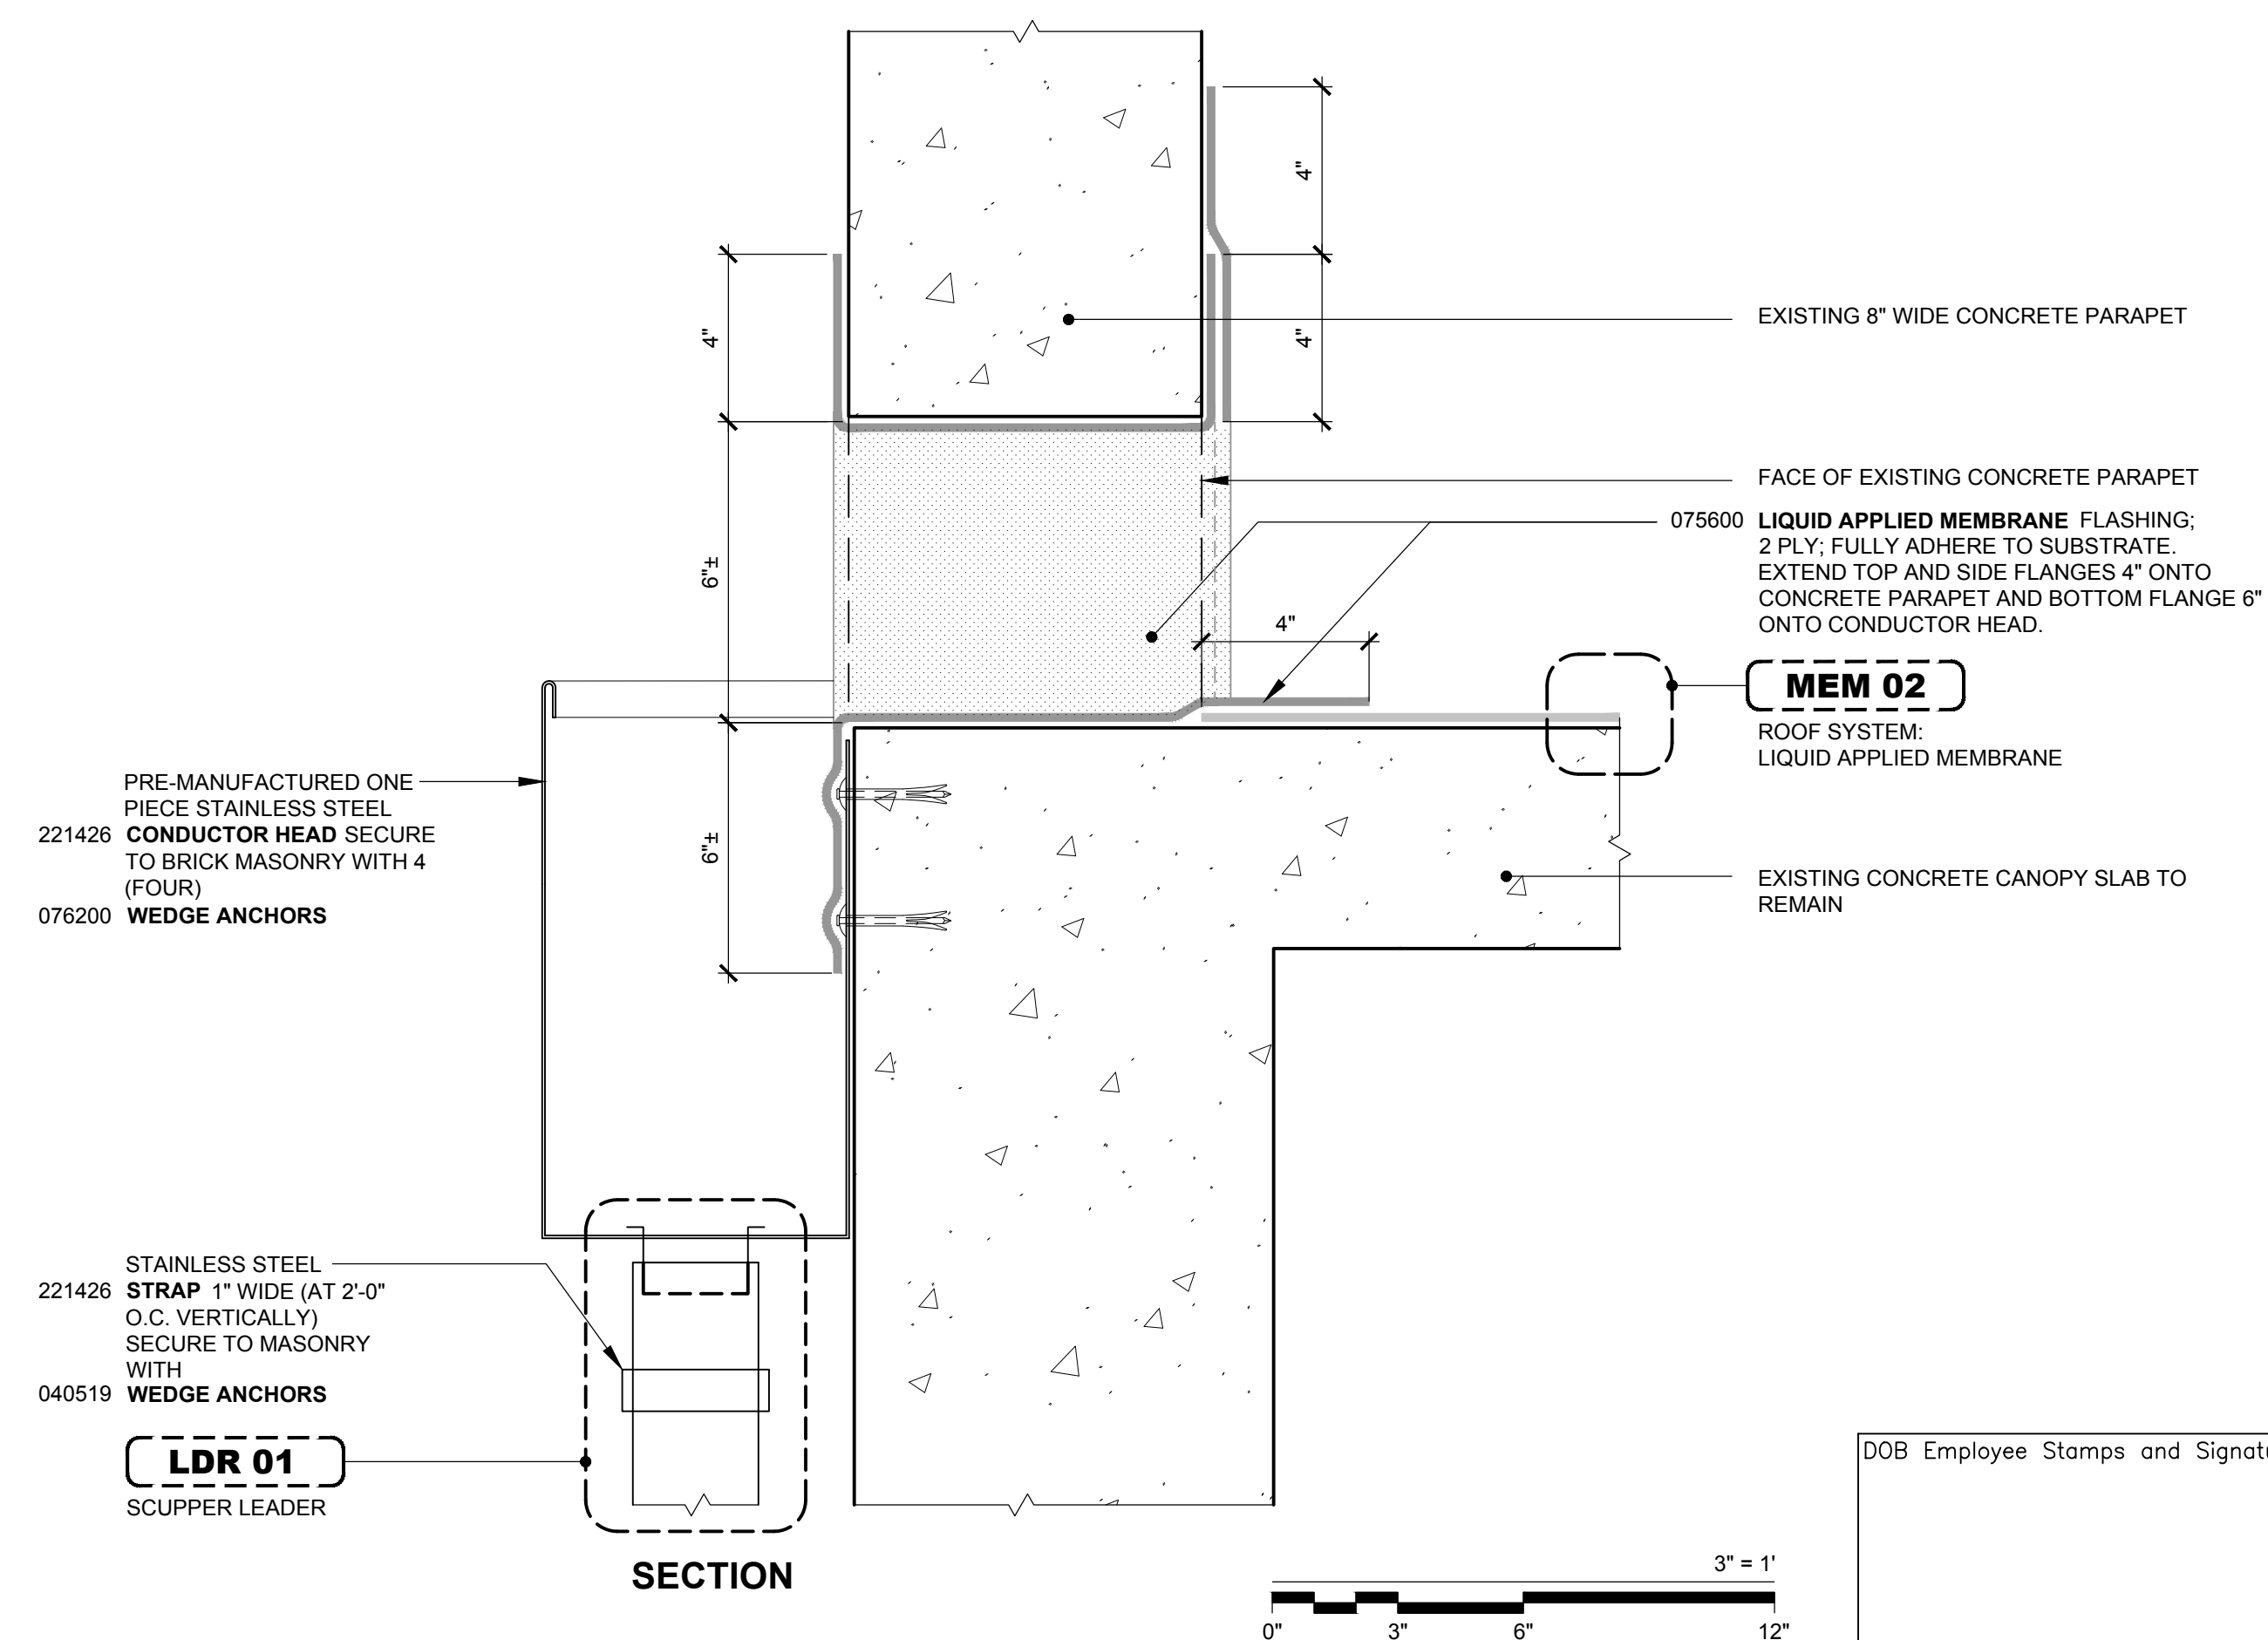 4"
4"
4"
EXISTING 8" WIDE CONCRETE PARAPET
6"±
FACE OF EXISTING CONCRETE PARAPET
075600 LIQUID APPLIED MEMBRANE FLASHING;
2 PLY; FULLY ADHERE TO SUBSTRATE.
EXTEND TOP AND SIDE FLANGES 4" ONTO
CONCRETE PARAPET AND BOTTOM FLANGE 6"
ONTO CONDUCTOR HEAD.
4"
MEM 02
ROOF SYSTEM:
LIQUID APPLIED MEMBRANE
PRE-MANUFACTURED ONE
PIECE STAINLESS STEEL
221426 CONDUCTOR HEAD SECURE
TO BRICK MASONRY WITH 4
(FOUR)
076200 WEDGE ANCHORS
6"±
EXISTING CONCRETE CANOPY SLAB TO
REMAIN
STAINLESS STEEL
221426 STRAP 1" WIDE (AT 2'-0"
O.C. VERTICALLY)
SECURE TO MASONRY
WITH
040519 WEDGE ANCHORS
LDR 01
SCUPPER LEADER
SECTION
3" = 1'
0" 3" 6" 12"
DOB Employee Stamps and Signatu